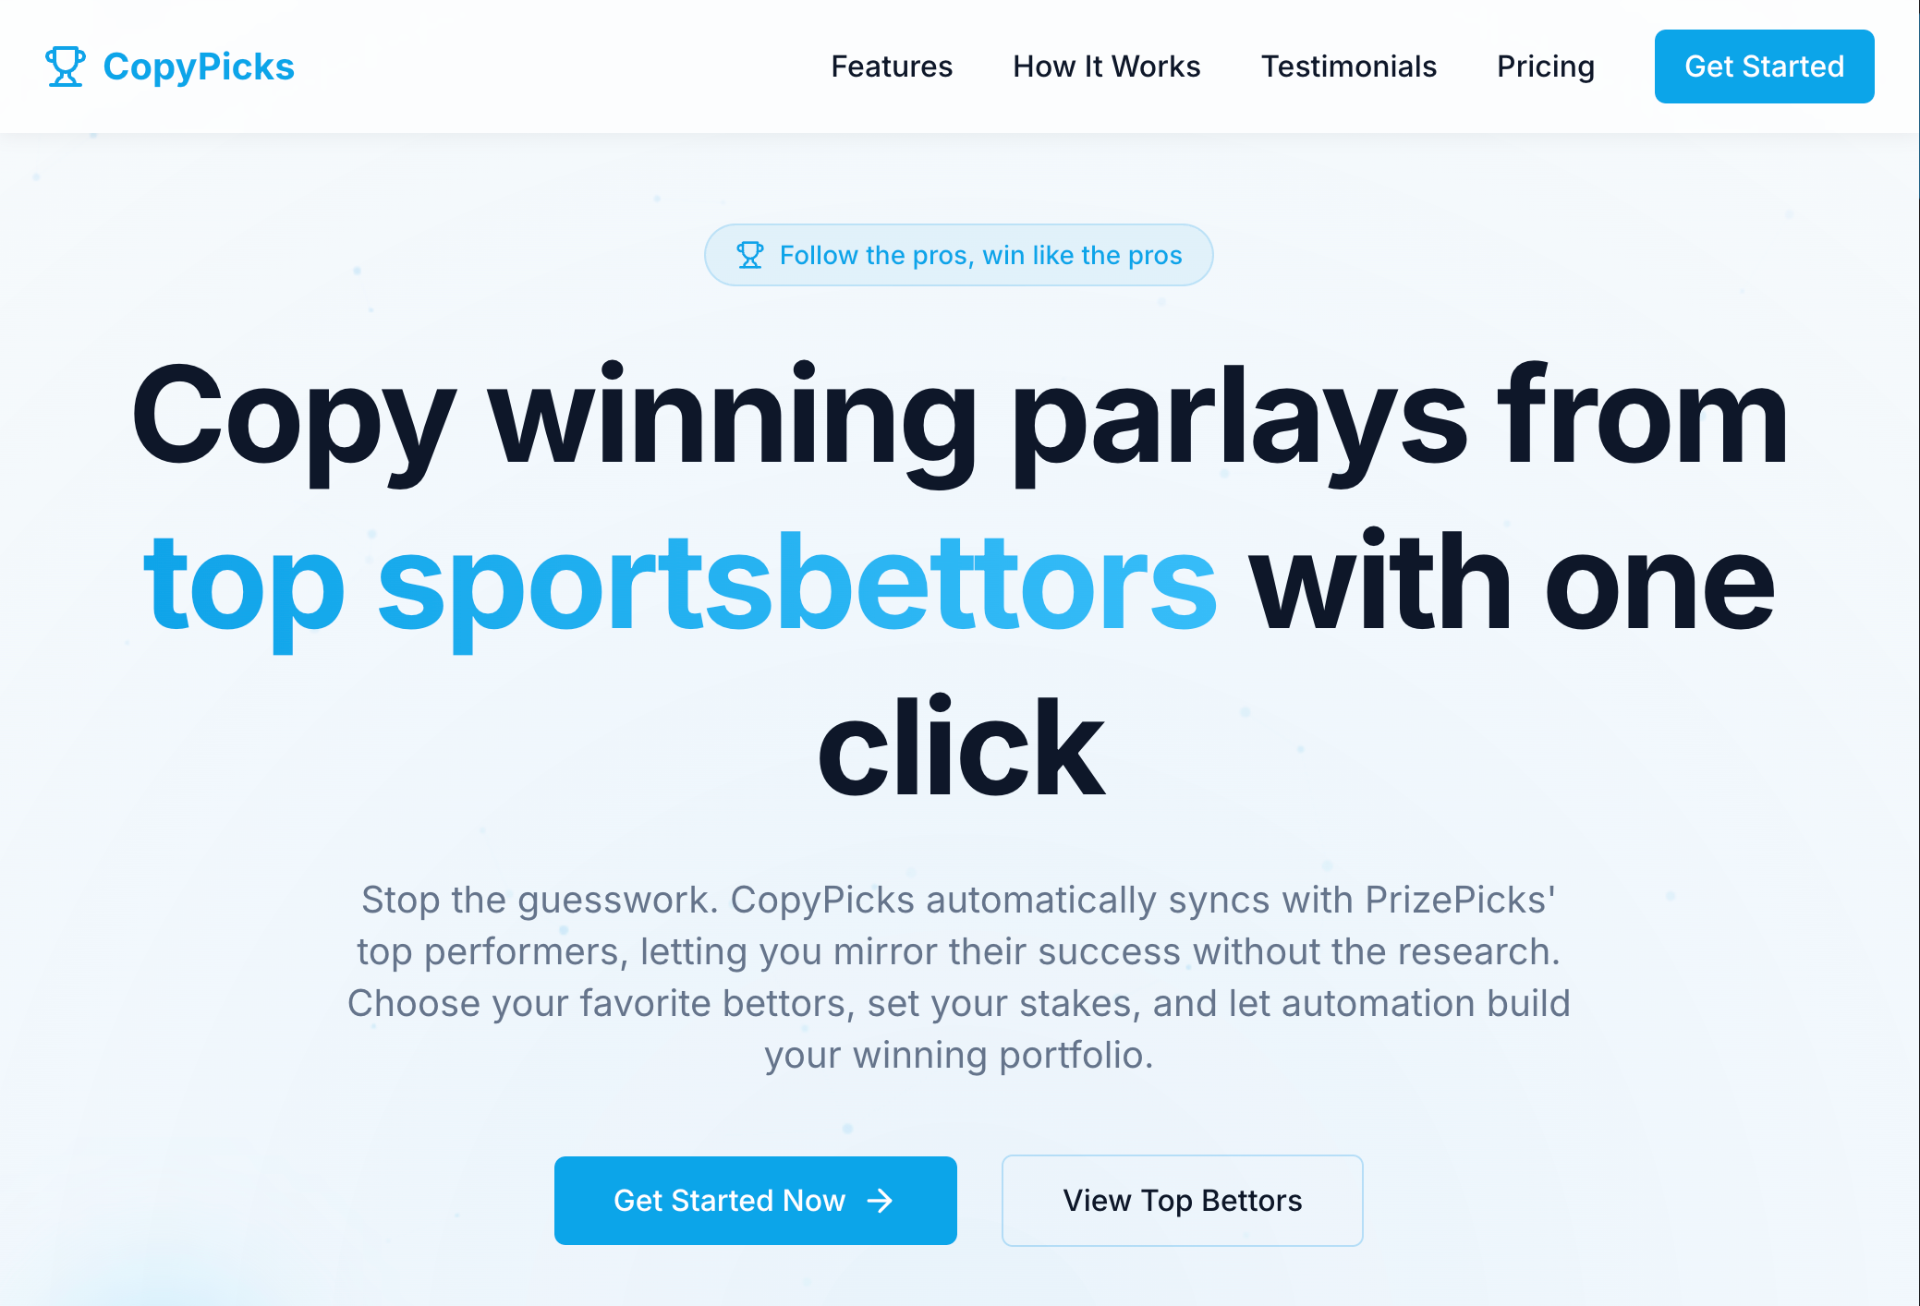 CopyPicks
Features
How It Works
Testimonials
Pricing
Get Started
Follow the pros, win like the pros
Copy winning parlays from
top sportsbettors with one
click
Stop the guesswork. CopyPicks automatically syncs with PrizePicks'
top performers, letting you mirror their success without the research.
Choose your favorite bettors, set your stakes, and let automation build
your winning portfolio.
Get Started Now
View Top Bettors